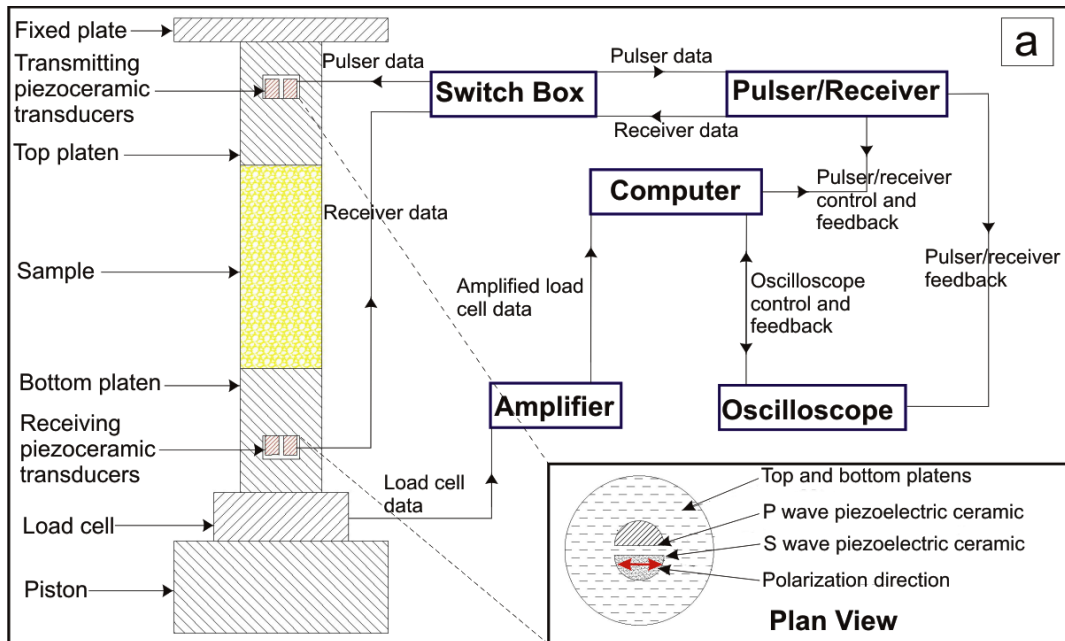 a
Fixed plate
Transmitting
piezoceramic
transducers
Top platen
Sample
Bottom platen
Receiving
piezoceramic
transducers
Load cell
Piston
Pulser data
Switch Box
Pulser data
Receiver data
Pulser/Receiver
Receiver data
Computer
Pulser/receiver
control and
feedback
Pulser/receiver
feedback
Amplified load
cell data
Oscilloscope
control and
feedback
Amplifier
Oscilloscope
Load cell
data
Top and bottom platens
P wave piezoelectric ceramic
S wave piezoelectric ceramic
Polarization direction
Plan View